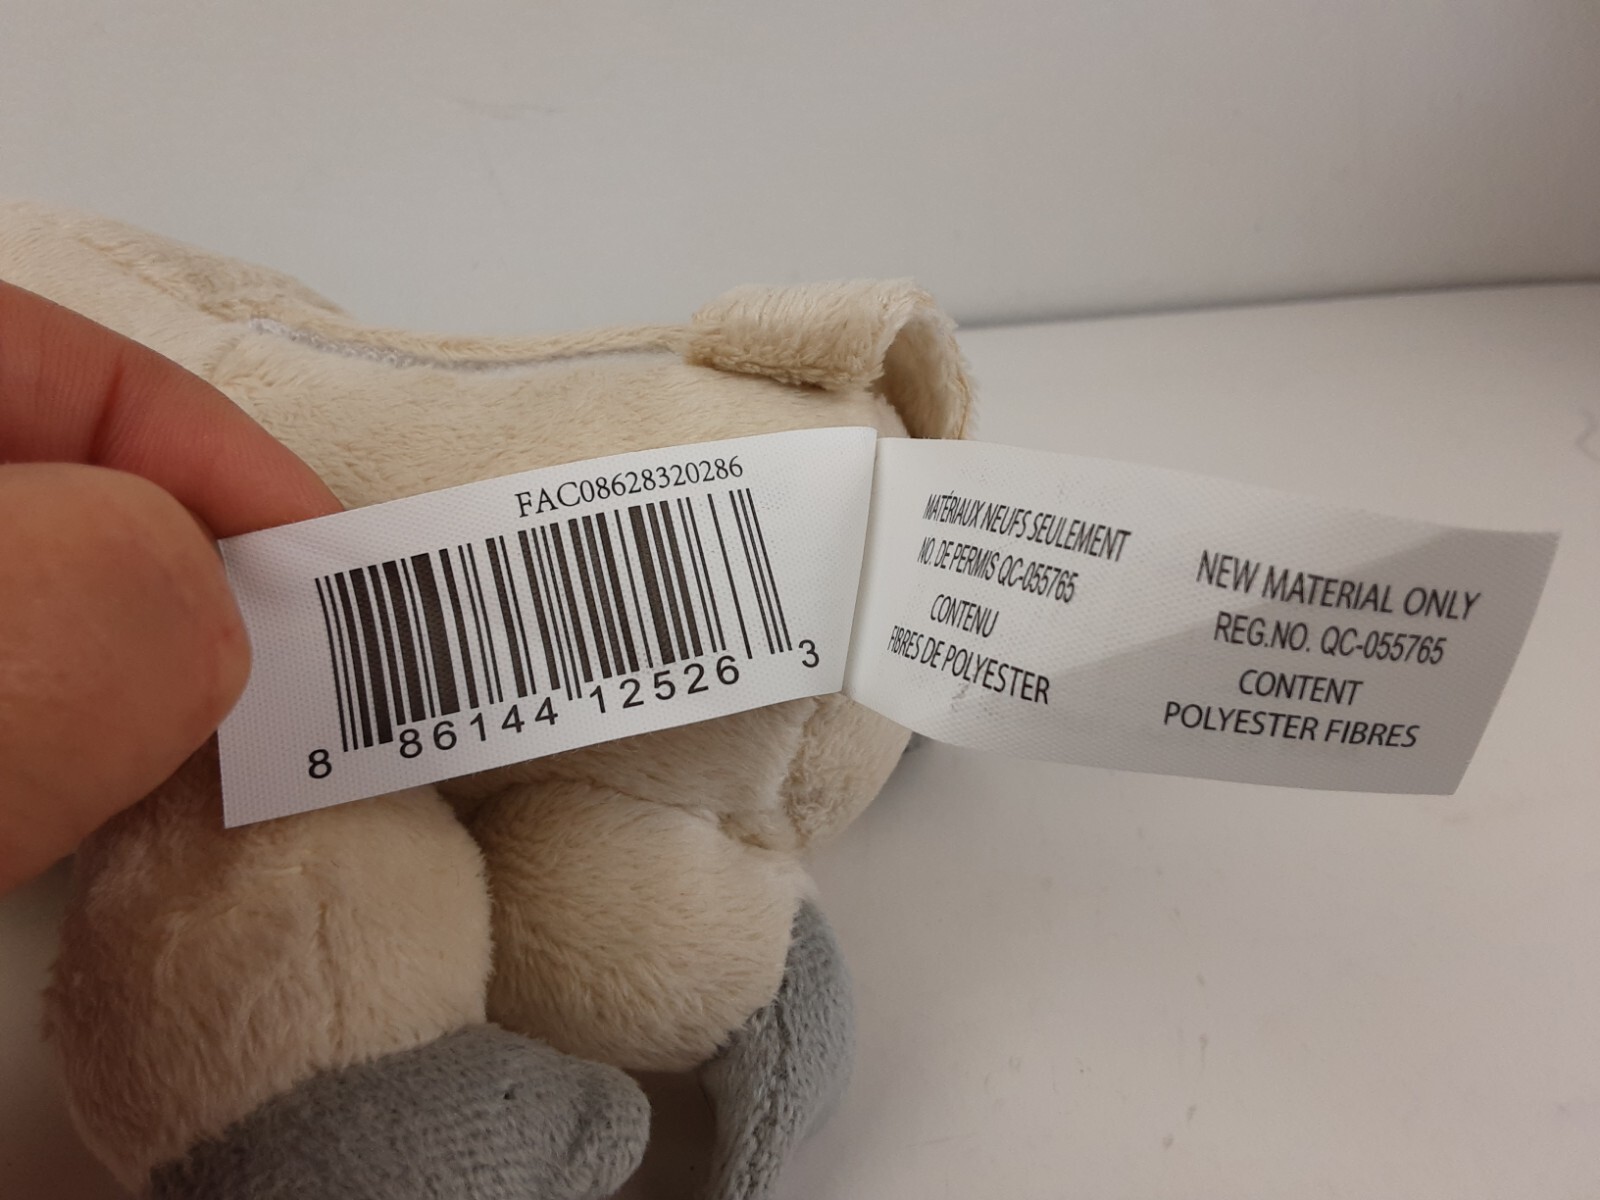 FAC08628320286
8 86144 12526 3
MATÉRIAUX NEUFS SEULEMENT
NO. DE PERMIS QC-055765
CONTENU
FIBRES DE POLYESTER
NEW MATERIAL ONLY
REG.NO. QC-055765
CONTENT
POLYESTER FIBRES